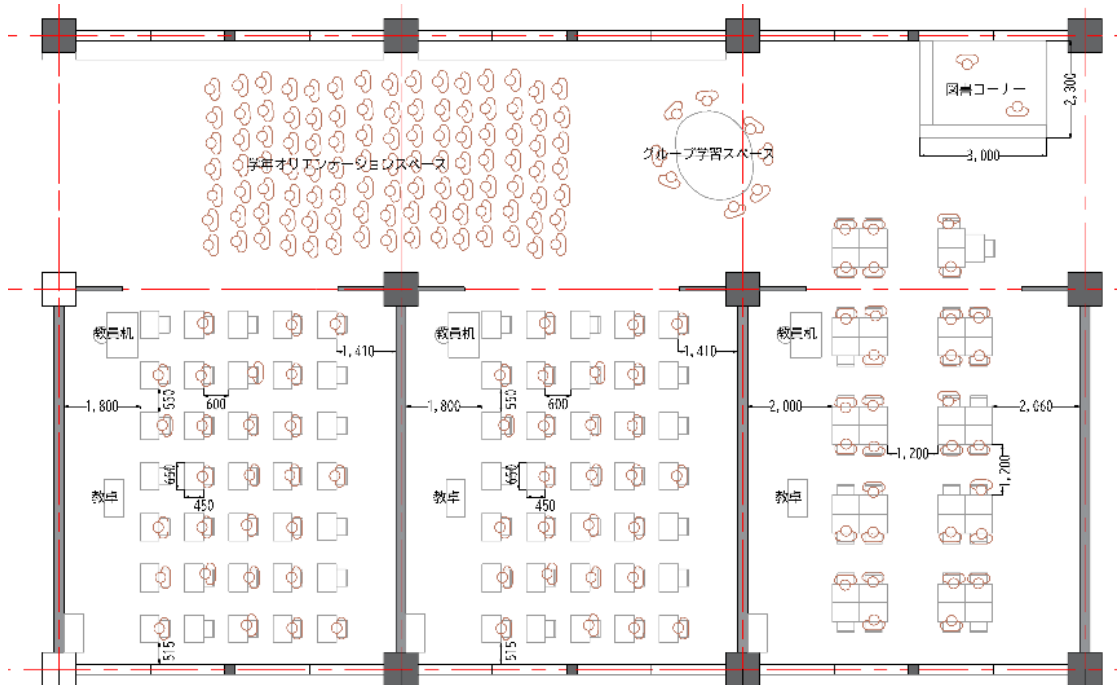 図書コーナー
2,300
3,000
学年オリエンテーションスペース
グループ学習スペース
教員机
教員机
教員机
1,410
1,410
1,800
550
600
1,800
550
600
2,000
2,060
1,200
1,200
教卓
650
450
教卓
650
450
教卓
515
515